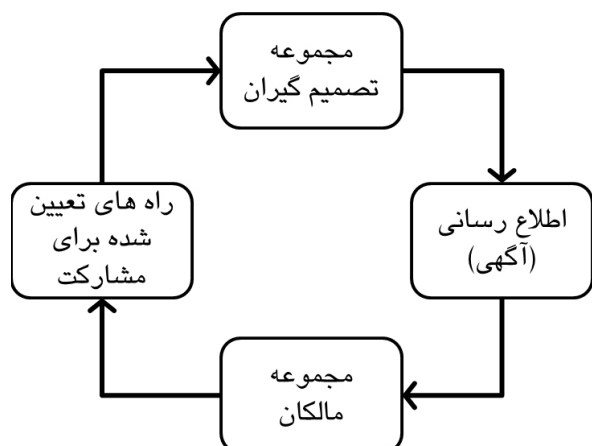 مجموعه
تصمیم گیران
اطلاع رسانی
(آگهی)
مجموعه
مالکان
راه های تعیین
شده برای
مشارکت